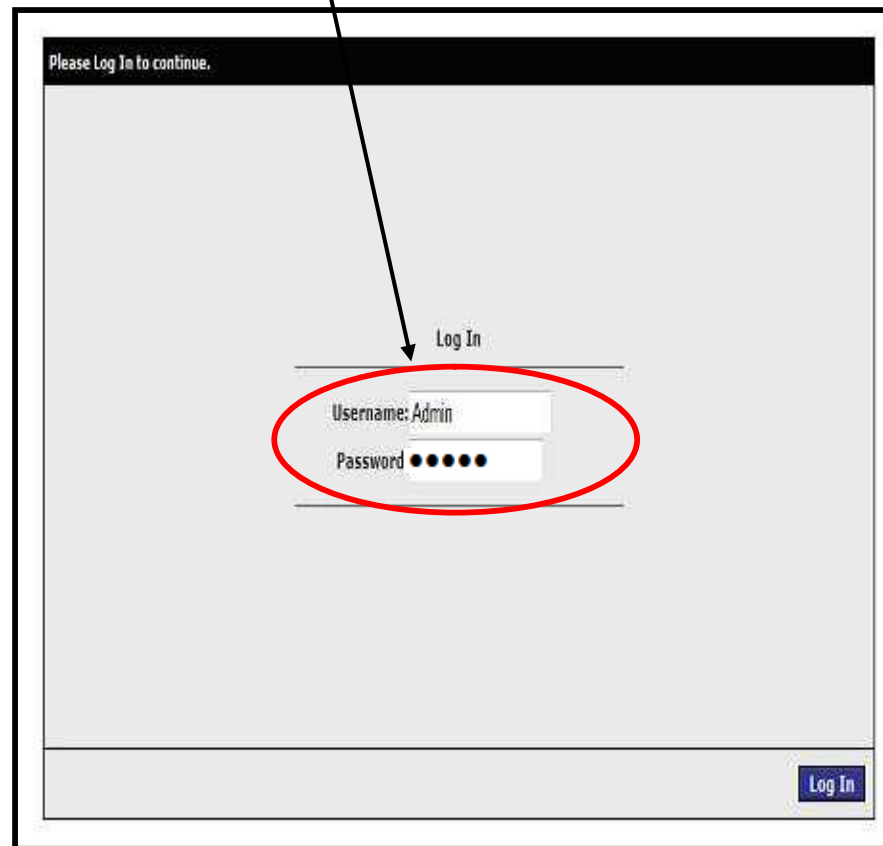 Please Log In to continue.
Log In
Username: Admin
Password ●●●●●
Log In